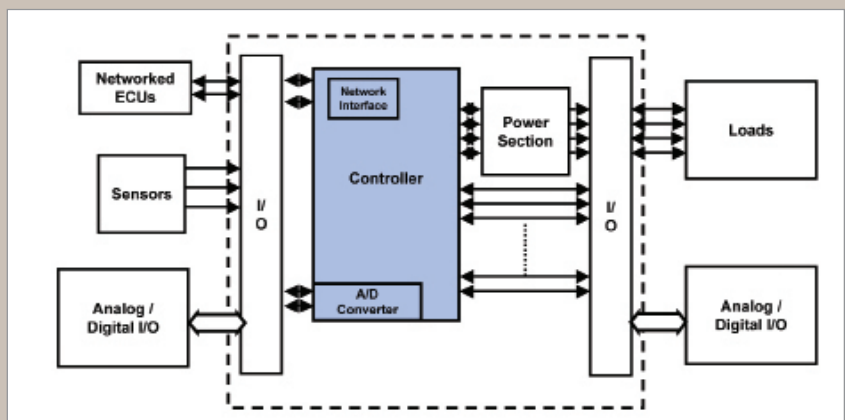 Networked
ECUs
Sensors
Analog /
Digital I/O
I/
O
Network
Interface
Controller
A/D
Converter
Power
Section
I/
O
Loads
Analog /
Digital I/O